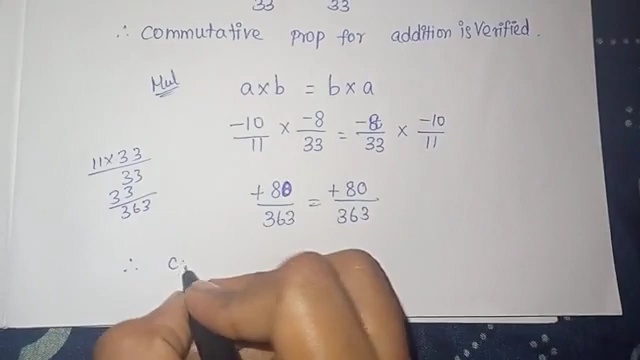 33 33
∴ Commutative prop for addition is Verified.
Mul
a×b = b×a
-10/11 × -8/33 = -8/33 × -10/11
11×33
33
33
363
+80/363 = +80/363
∴ C